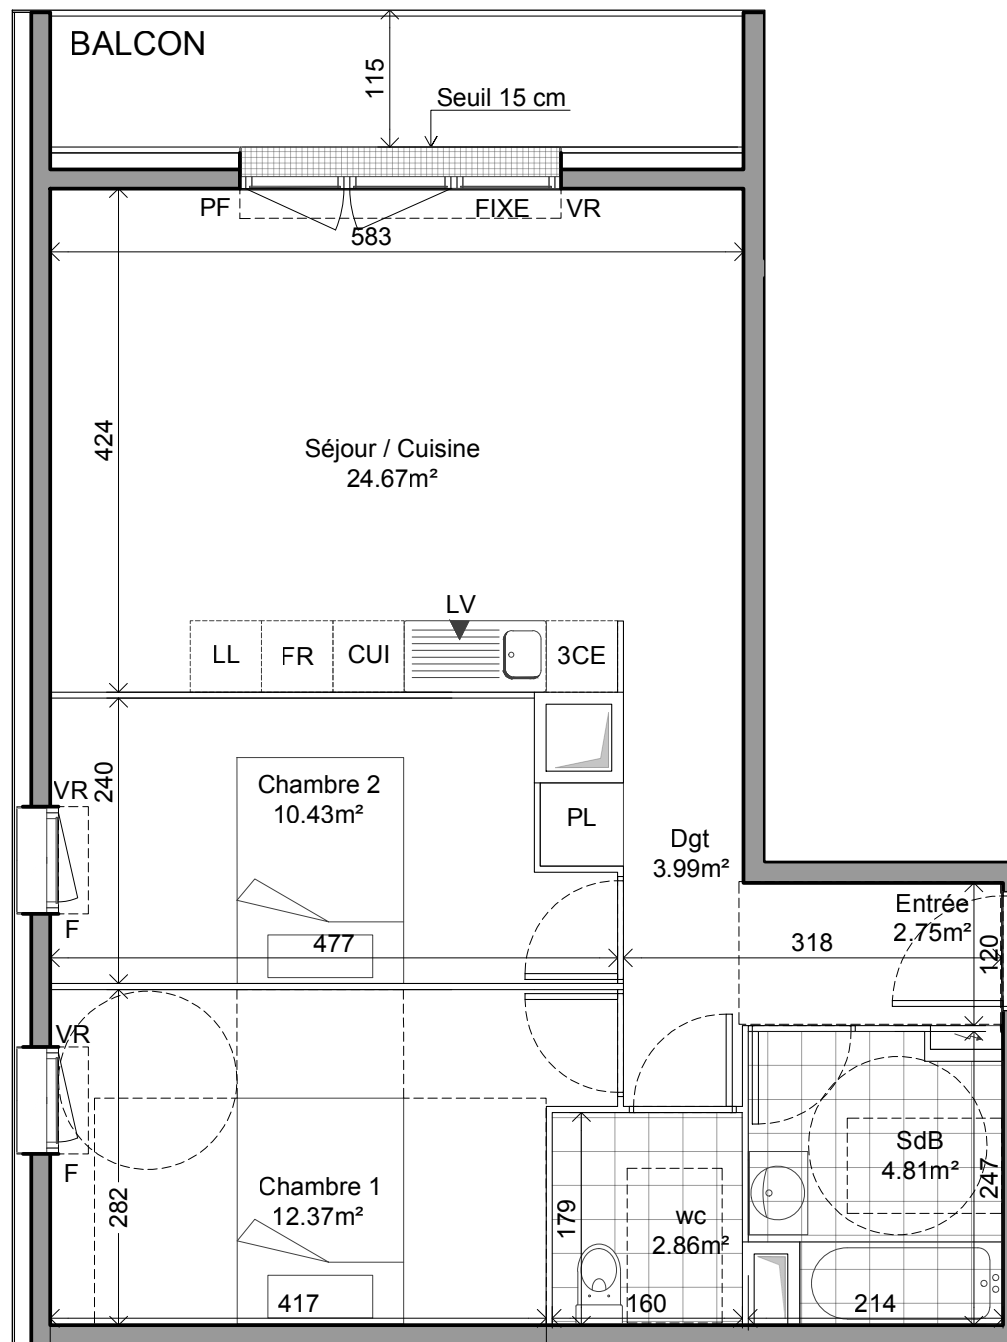 BALCON
115
Seuil 15 cm
PF
FIXE
VR
583
424
Séjour / Cuisine
24.67m²
LV
LL
FR
CUI
3CE
240
VR
Chambre 2
10.43m²
PL
Dgt
3.99m²
F
Entrée
2.75m²
477
318
120
VR
F
SdB
4.81m²
247
282
Chambre 1
12.37m²
179
wc
2.86m²
417
160
214